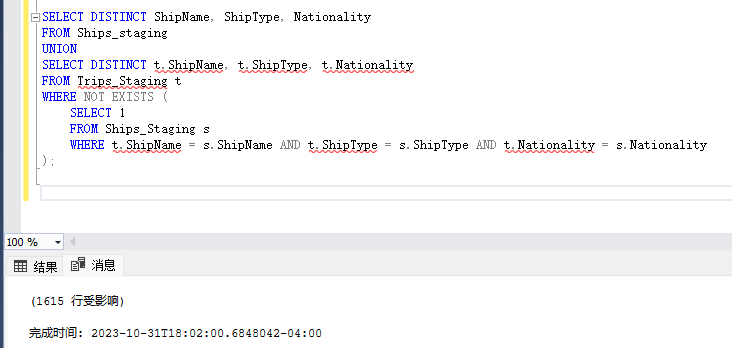 SELECT DISTINCT ShipName, ShipType, Nationality
FROM Ships_staging
UNION
SELECT DISTINCT t.ShipName, t.ShipType, t.Nationality
FROM Trips_Staging t
WHERE NOT EXISTS (
SELECT 1
FROM Ships_Staging s
WHERE t.ShipName = s.ShipName AND t.ShipType = s.ShipType AND t.Nationality = s.Nationality
);
100 %
结果 消息
(1615 行受影响)
完成时间: 2023-10-31T18:02:00.6848042-04:00